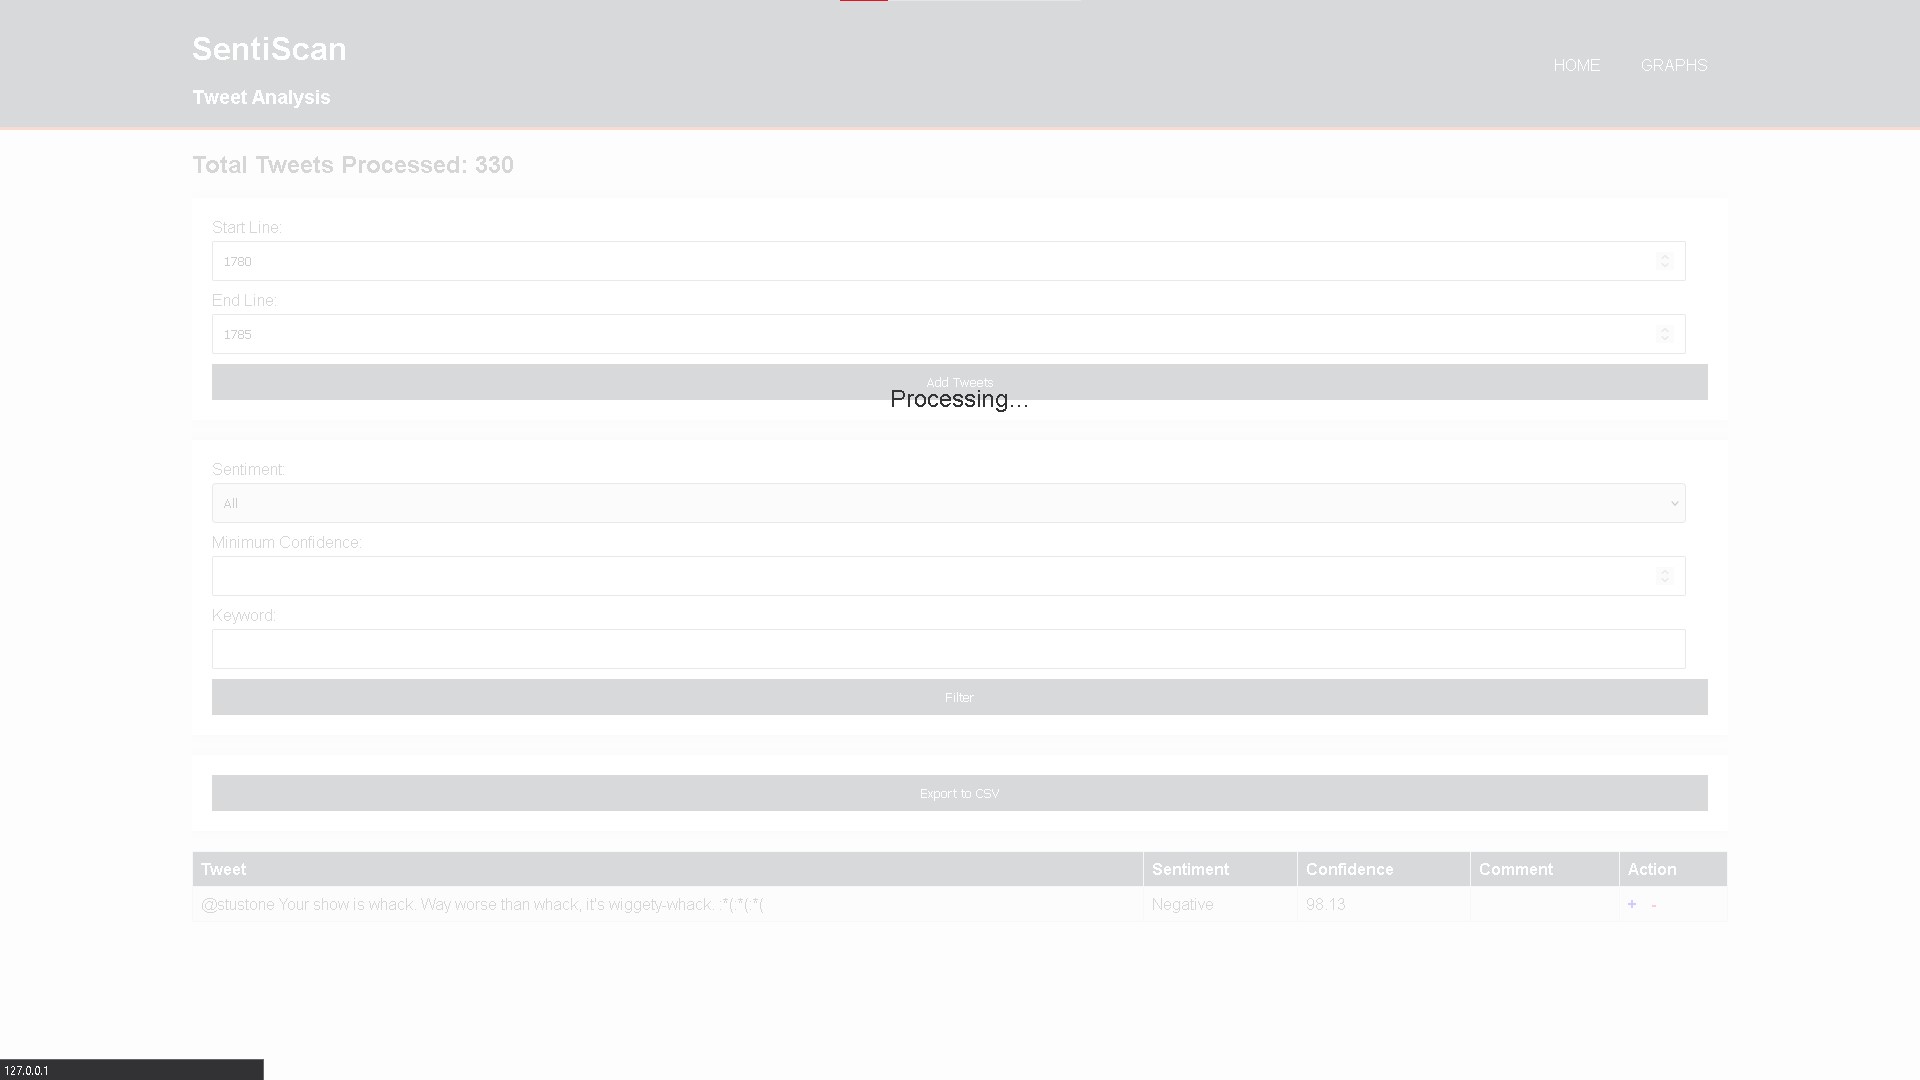 SentiScan
HOME GRAPHS
Tweet Analysis
Total Tweets Processed: 330
Start Line:
1780
End Line:
1785
Add Tweets
Processing...
Sentiment:
All
Minimum Confidence:
Keyword:
Filter
Export to CSV
Tweet Sentiment Confidence Comment Action
@stustone Your show is whack. Way worse than whack, it's wiggety-whack. :*(:*(:*( Negative 98.13 + -
127.0.0.1